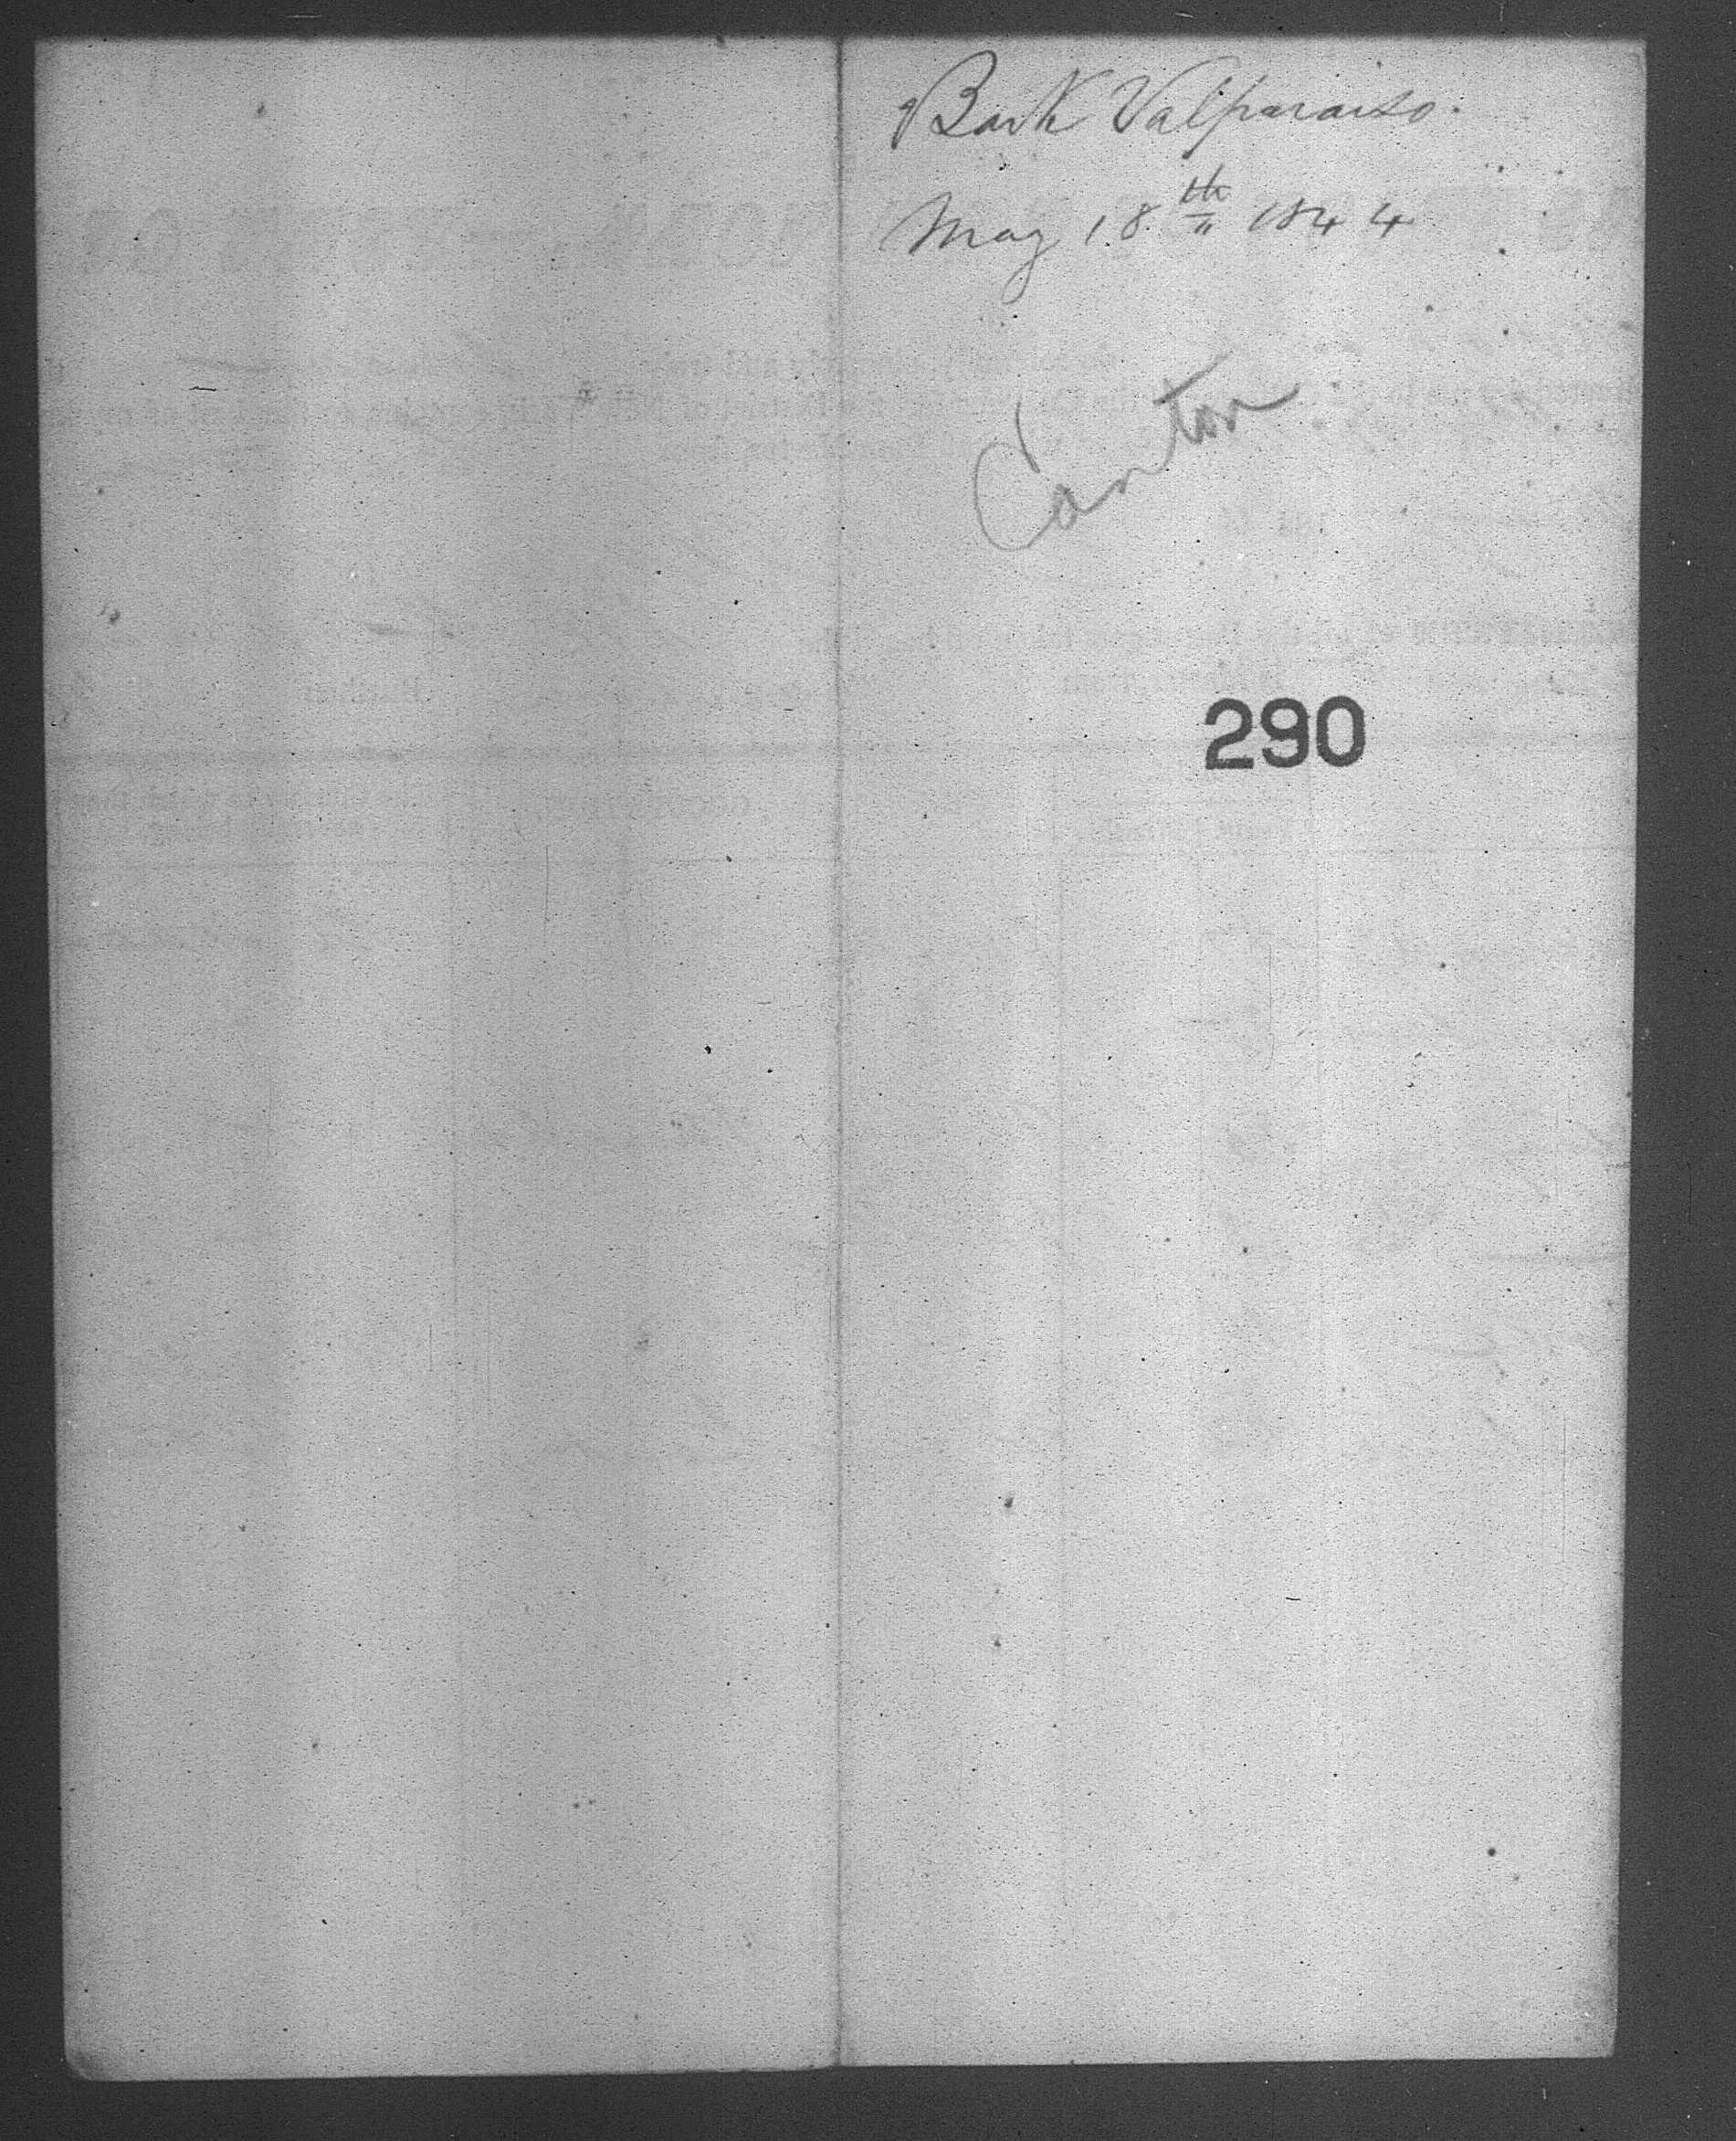 Bark Valparaiso.
May 18th 1844
Canton
290